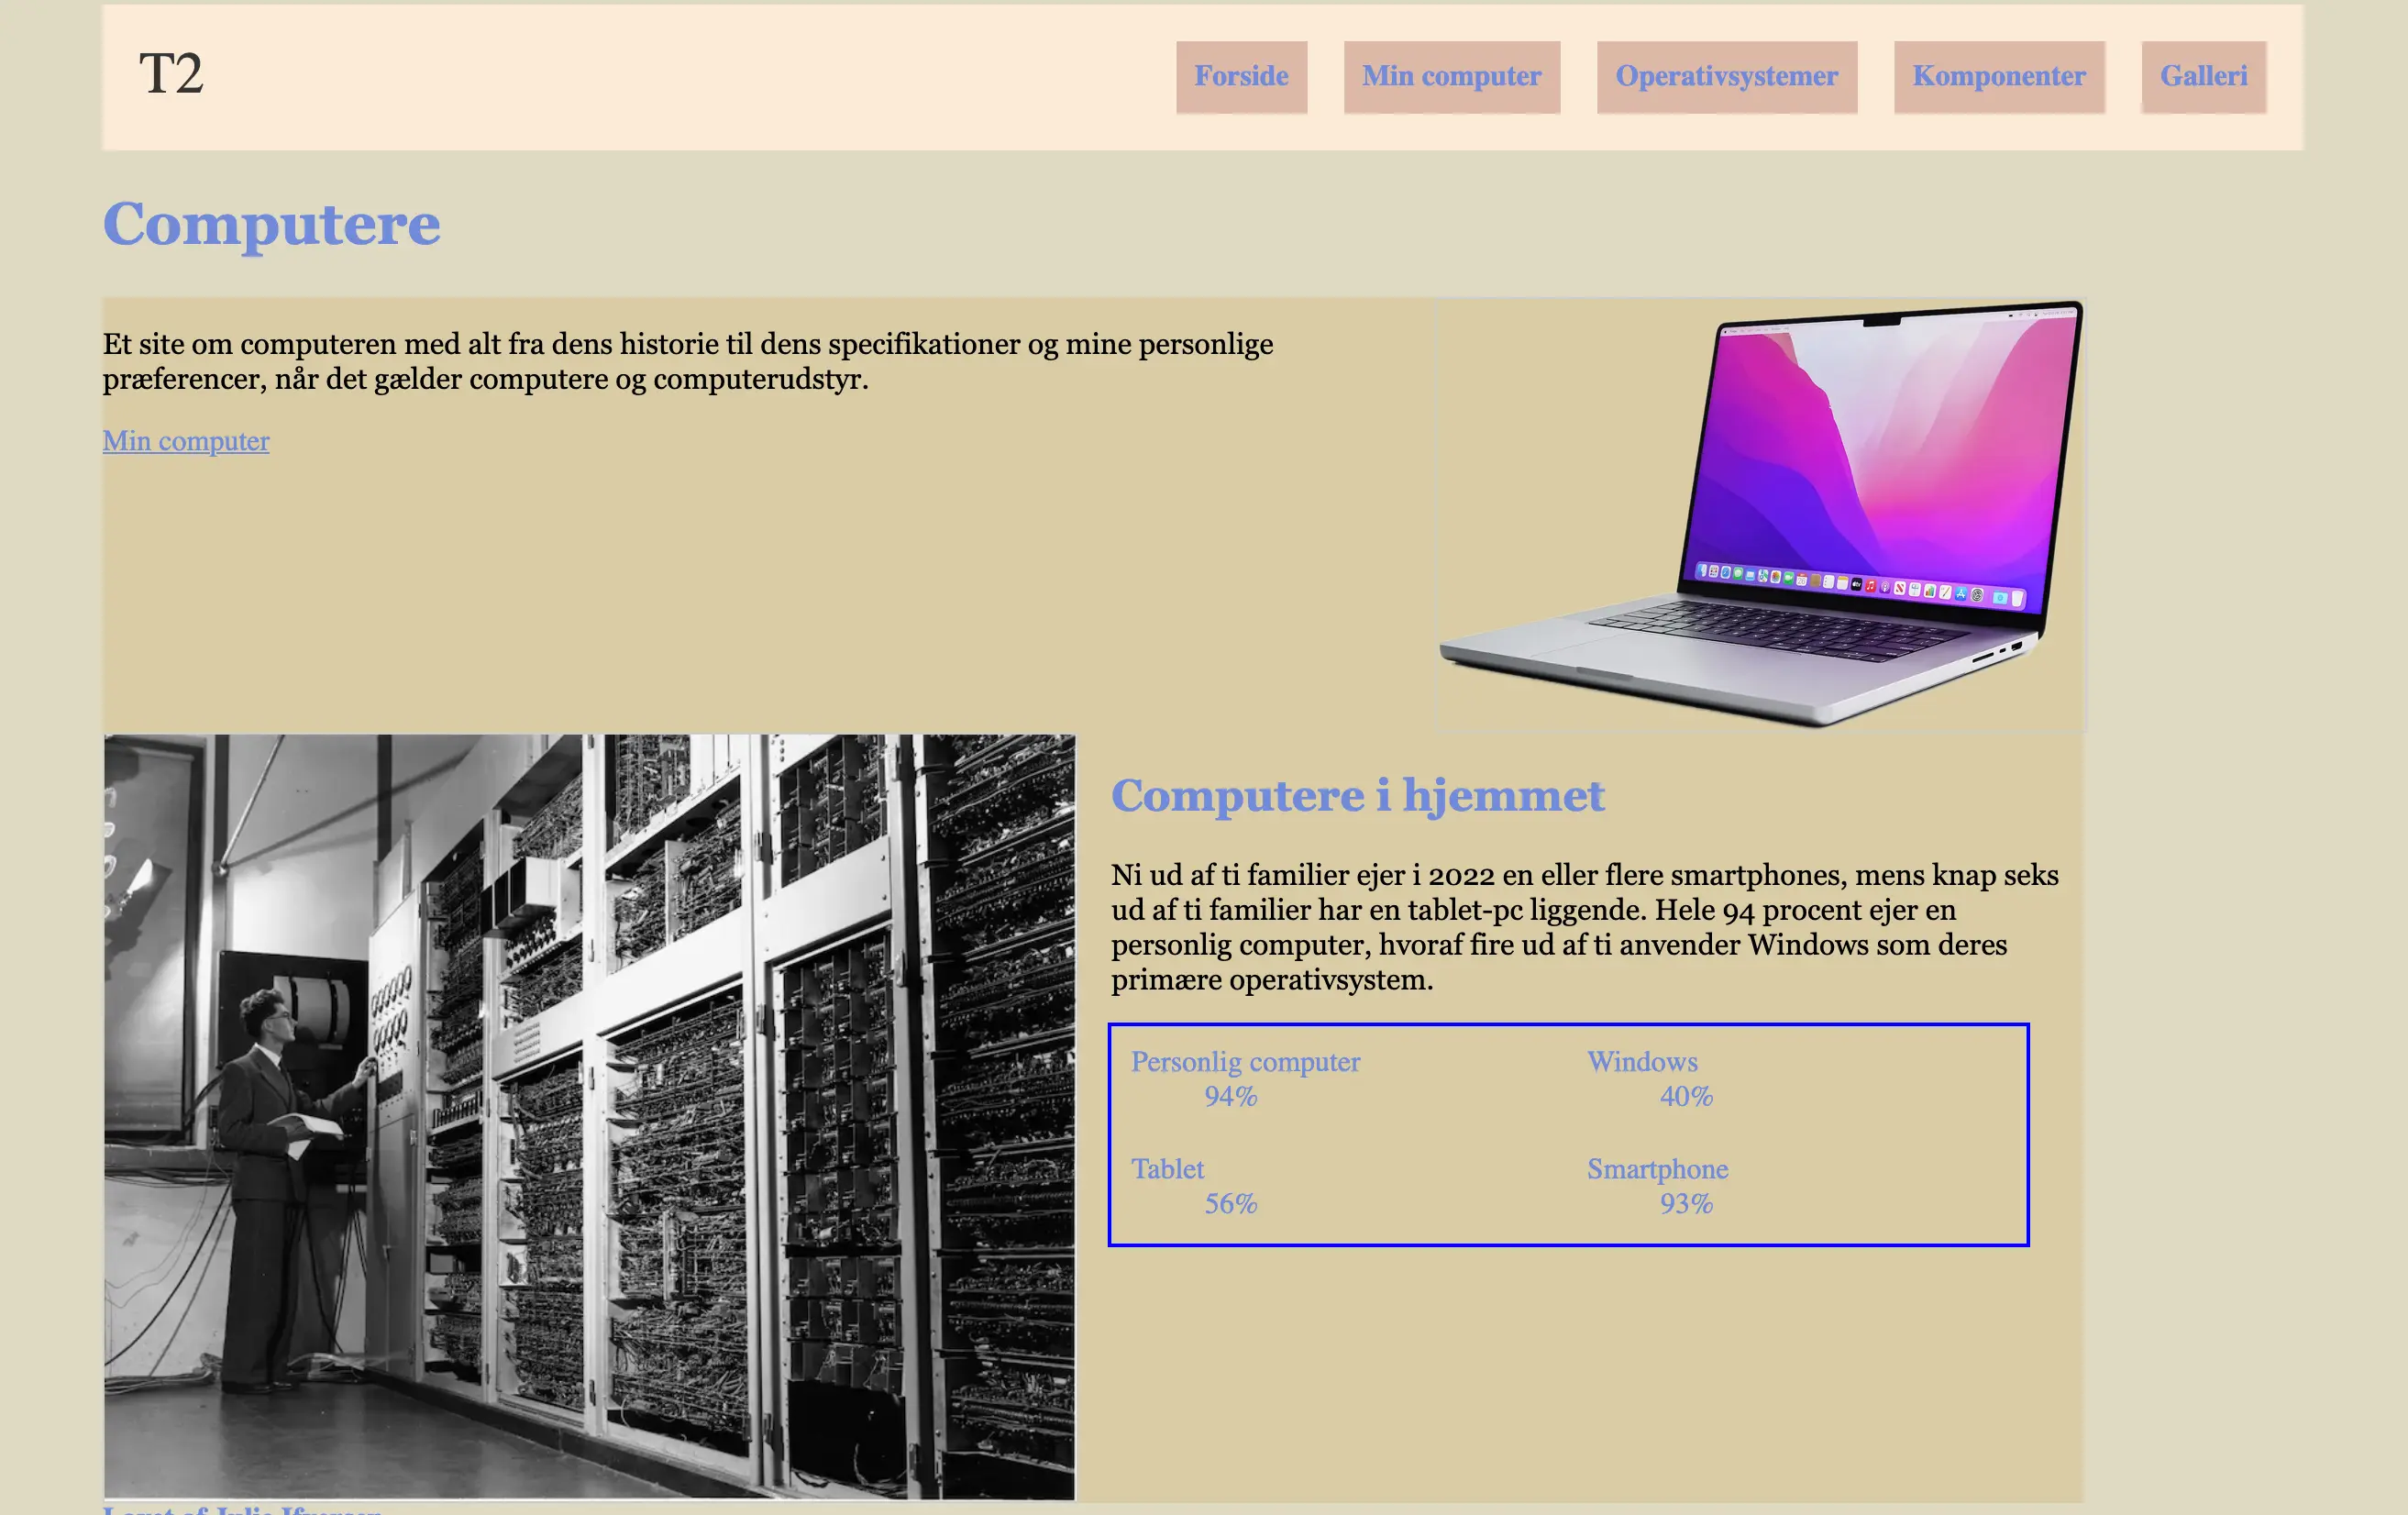 T2
Forside
Min computer
Operativsystemer
Komponenter
Galleri
Computere
Et site om computeren med alt fra dens historie til dens specifikationer og mine personlige
præferencer, når det gælder computere og computerudstyr.
Min computer
Computere i hjemmet
Ni ud af ti familier ejer i 2022 en eller flere smartphones, mens knap seks
ud af ti familier har en tablet-pc liggende. Hele 94 procent ejer en
personlig computer, hvoraf fire ud af ti anvender Windows som deres
primære operativsystem.
Personlig computer
94%
Windows
40%
Tablet
56%
Smartphone
93%